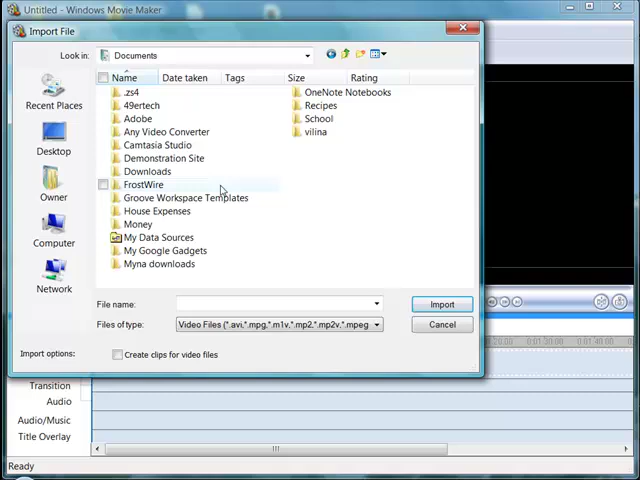 Untitled - Windows Movie Maker
Import File
Look in: Documents
Name Date taken Tags Size Rating
Recent Places
Desktop
Owner
Computer
Network
.zs4
49ertech
Adobe
Any Video Converter
Camtasia Studio
Demonstration Site
Downloads
FrostWire
Groove Workspace Templates
House Expenses
Money
My Data Sources
My Google Gadgets
Myna downloads
OneNote Notebooks
Recipes
School
vilina
File name:
Import
Files of type: Video Files (*.avi,*.mpg,*.m1v,*.mp2,*.mp2v,*.mpeg
Cancel
Import options: Create clips for video files
0:01:40.00
Transition
Audio
Audio/Music
Title Overlay
Ready